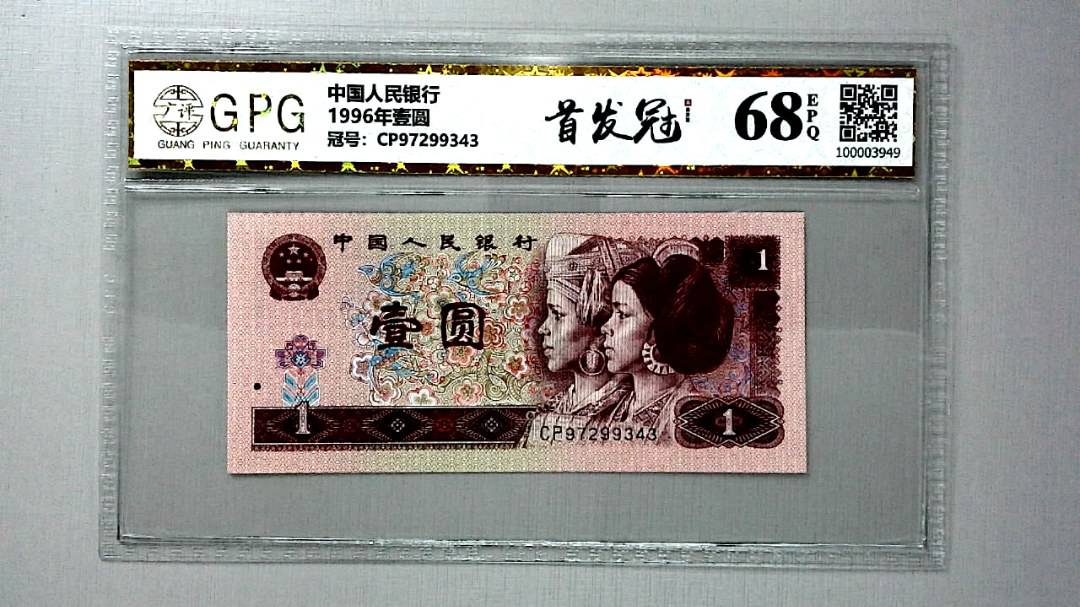 广评
GPG
GUANG PING GUARANTY
中国人民银行
1996年壹圆
冠号：CP97299343
首发冠
68
EPQ
100003949
中国人民银行
1
壹圆
1
CP97299343
1